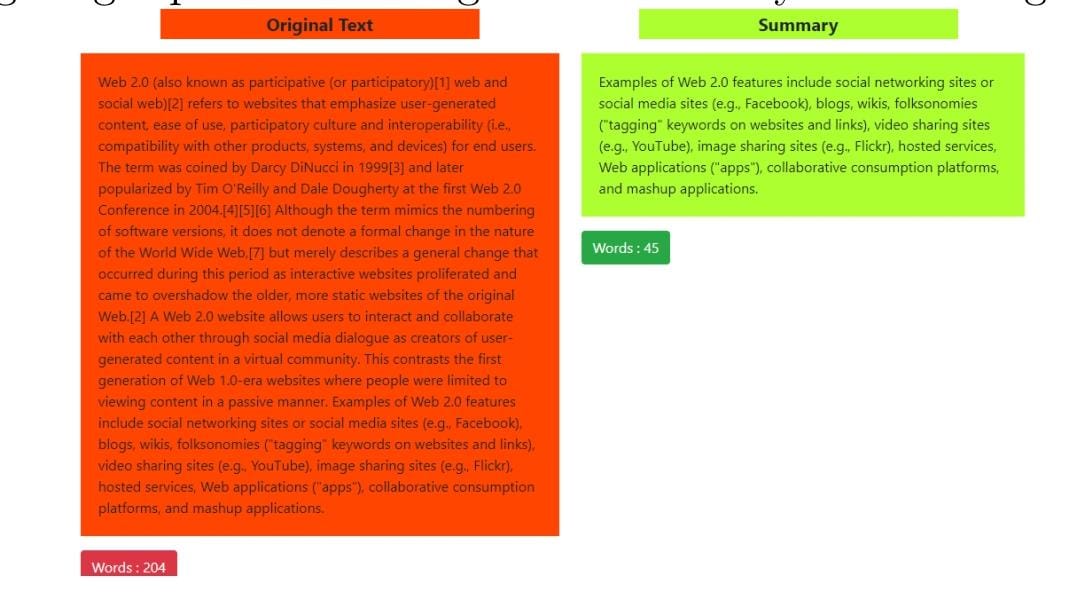 Original Text
Web 2.0 (also known as participative (or participatory)[1] web and
social web)[2] refers to websites that emphasize user-generated
content, ease of use, participatory culture and interoperability (i.e.,
compatibility with other products, systems, and devices) for end users.
The term was coined by Darcy DiNucci in 1999[3] and later
popularized by Tim O'Reilly and Dale Dougherty at the first Web 2.0
Conference in 2004.[4][5][6] Although the term mimics the numbering
of software versions, it does not denote a formal change in the nature
of the World Wide Web,[7] but merely describes a general change that
occurred during this period as interactive websites proliferated and
came to overshadow the older, more static websites of the original
Web.[2] A Web 2.0 website allows users to interact and collaborate
with each other through social media dialogue as creators of user-
generated content in a virtual community. This contrasts the first
generation of Web 1.0-era websites where people were limited to
viewing content in a passive manner. Examples of Web 2.0 features
include social networking sites or social media sites (e.g., Facebook),
blogs, wikis, folksonomies ("tagging" keywords on websites and links),
video sharing sites (e.g., YouTube), image sharing sites (e.g., Flickr),
hosted services, Web applications ("apps"), collaborative consumption
platforms, and mashup applications.
Words : 204
Summary
Examples of Web 2.0 features include social networking sites or
social media sites (e.g., Facebook), blogs, wikis, folksonomies
("tagging" keywords on websites and links), video sharing sites
(e.g., YouTube), image sharing sites (e.g., Flickr), hosted services,
Web applications ("apps"), collaborative consumption platforms,
and mashup applications.
Words : 45